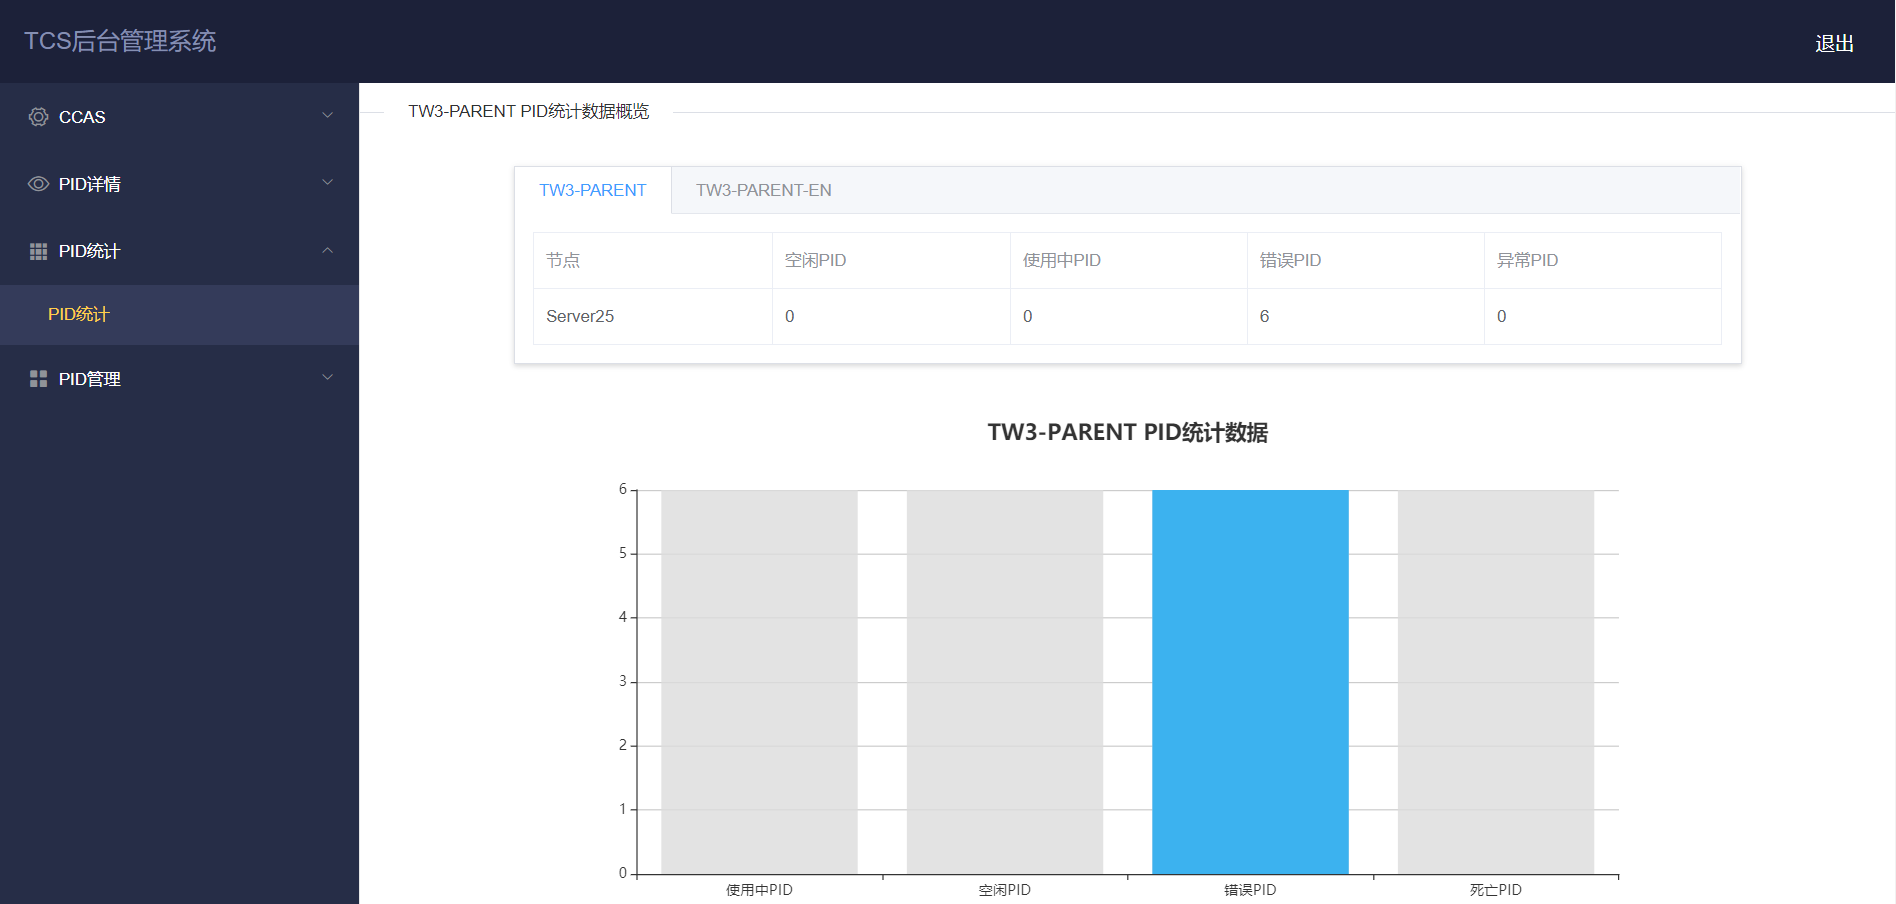 TCS后台管理系统
退出
CCAS
PID详情
PID统计
PID统计
PID管理
TW3-PARENT PID统计数据概览
TW3-PARENT TW3-PARENT-EN
节点 空闲PID 使用中PID 错误PID 异常PID
Server25 0 0 6 0
TW3-PARENT PID统计数据
6
5
4
3
2
1
0
使用中PID 空闲PID 错误PID 死亡PID